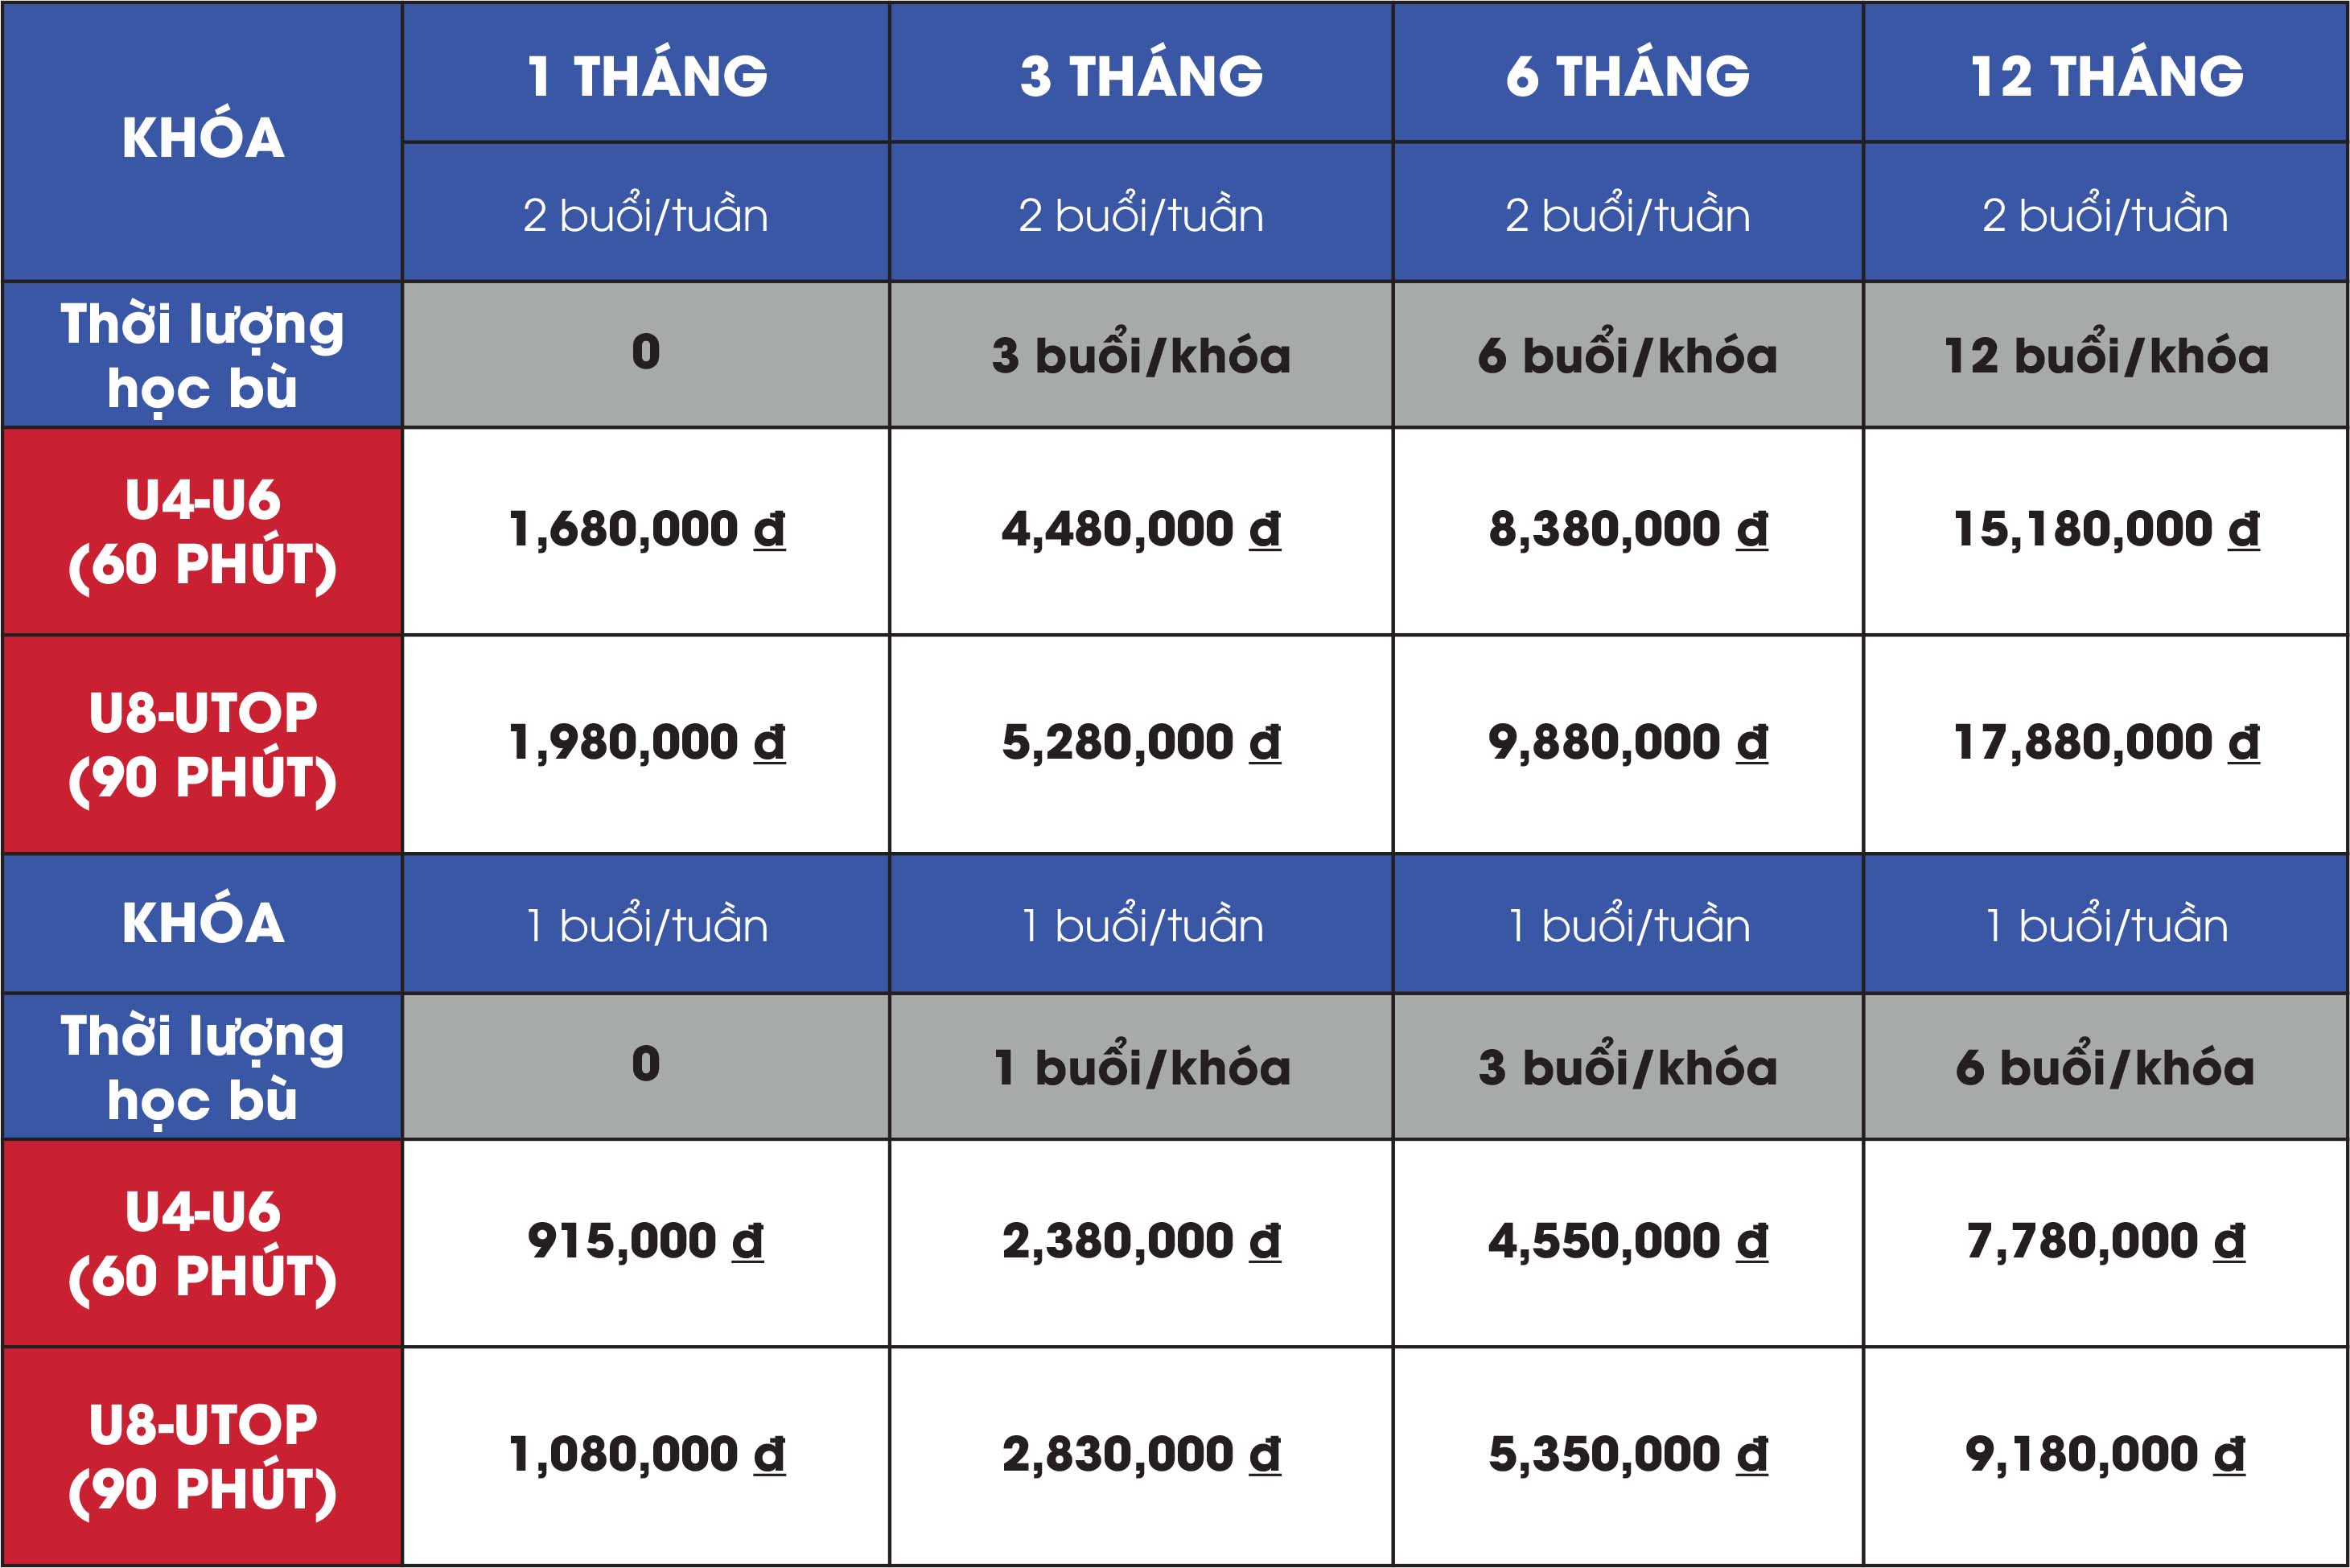 KHÓA
1 THÁNG
3 THÁNG
6 THÁNG
12 THÁNG
2 buổi/tuần
2 buổi/tuần
2 buổi/tuần
2 buổi/tuần
Thời lượng
học bù
0
3 buổi/khóa
6 buổi/khóa
12 buổi/khóa
U4-U6
(60 PHÚT)
1,680,000 đ
4,480,000 đ
8,380,000 đ
15,180,000 đ
U8-UTOP
(90 PHÚT)
1,980,000 đ
5,280,000 đ
9,880,000 đ
17,880,000 đ
KHÓA
1 buổi/tuần
1 buổi/tuần
1 buổi/tuần
1 buổi/tuần
Thời lượng
học bù
0
1 buổi/khóa
3 buổi/khóa
6 buổi/khóa
U4-U6
(60 PHÚT)
915,000 đ
2,380,000 đ
4,550,000 đ
7,780,000 đ
U8-UTOP
(90 PHÚT)
1,080,000 đ
2,830,000 đ
5,350,000 đ
9,180,000 đ